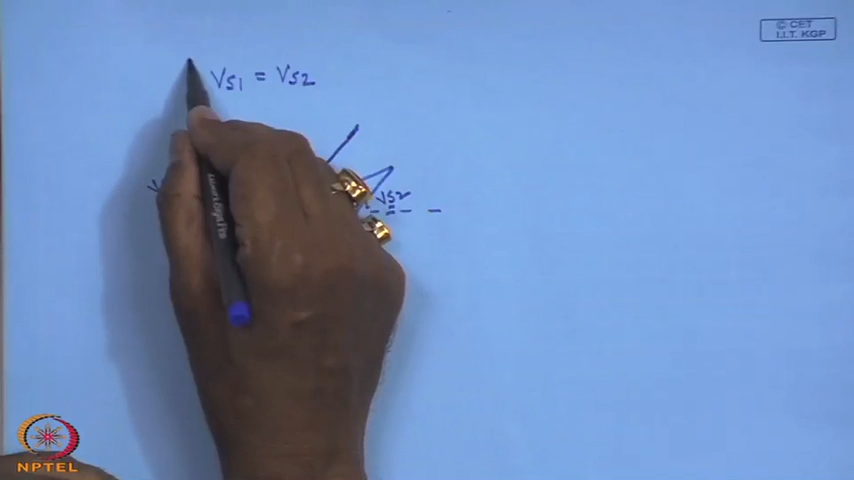 © CET
I.I.T. KGP
VS1 = VS2
VS2
NPTEL